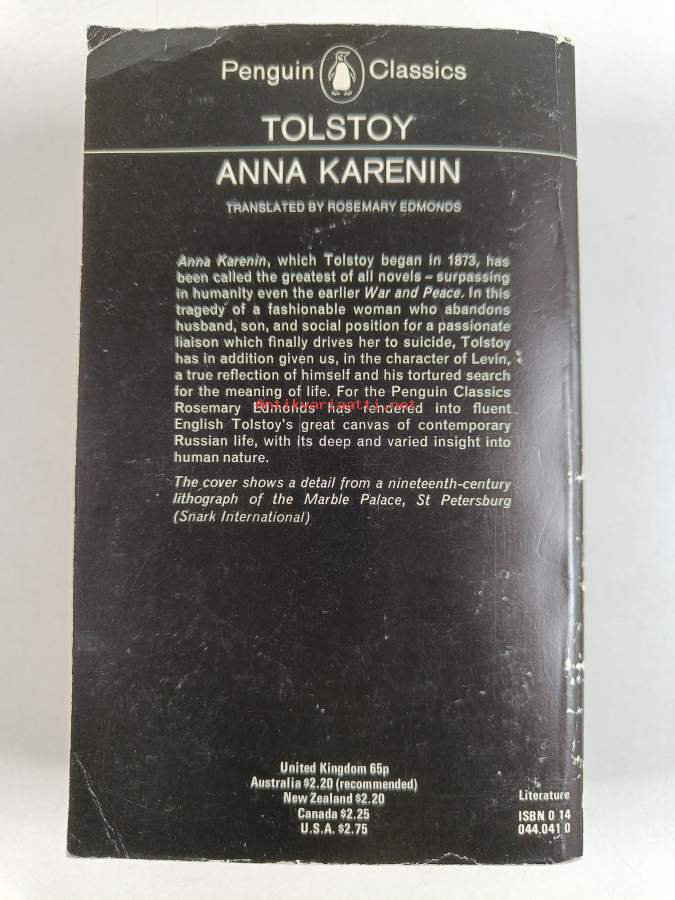 Penguin Classics
TOLSTOY
ANNA KARENIN
TRANSLATED BY ROSEMARY EDMONDS
Anna Karenin, which Tolstoy began in 1873, has
been called the greatest of all novels – surpassing
in humanity even the earlier War and Peace. In this
tragedy of a fashionable woman who abandons
husband, son, and social position for a passionate
liaison which finally drives her to suicide, Tolstoy
has in addition given us, in the character of Levin,
a true reflection of himself and his tortured search
for the meaning of life. For the Penguin Classics
Rosemary Edmonds has rendered into fluent
antikvariaatti.net
English Tolstoy's great canvas of contemporary
Russian life, with its deep and varied insight into
human nature.
The cover shows a detail from a nineteenth-century
lithograph of the Marble Palace, St Petersburg
(Snark International)
United Kingdom 65p
Australia $2.20 (recommended)
New Zealand $2.20
Canada $2.25
U.S.A. $2.75
Literature
ISBN 0 14
044.041 0